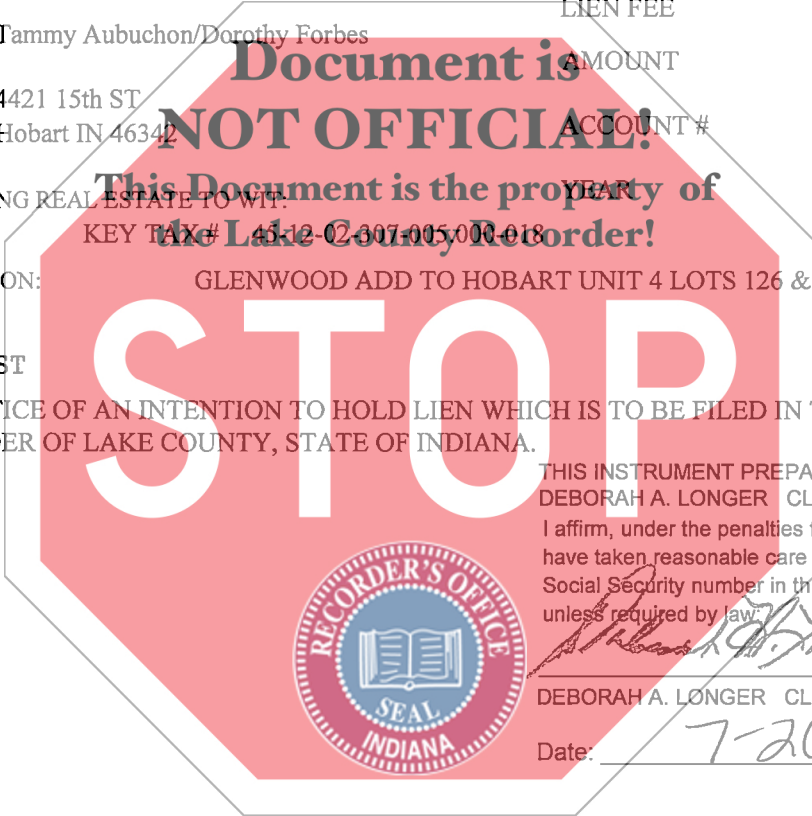 LIEN FEE
Tammy Aubuchon/Dorothy Forbes
Document is
AMOUNT
4421 15th ST
Hobart IN 46342
NOT OFFICIAL!
ACCOUNT #
NG REAL ESTATE TO WIT:
This Document is the property of
YEAR
KEY TAX# 45-12-02-307-005.000-018
the Lake County Recorder!
ON: GLENWOOD ADD TO HOBART UNIT 4 LOTS 126 &
STOP
ST
ICE OF AN INTENTION TO HOLD LIEN WHICH IS TO BE FILED IN
ER OF LAKE COUNTY, STATE OF INDIANA.
THIS INSTRUMENT PREPA
DEBORAH A. LONGER CL
I affirm, under the penalties
have taken reasonable care
Social Security number in th
unless required by law.
RECORDER'S OFFICE
SEAL
INDIANA
DEBORAH A. LONGER CL
Date: 7-20